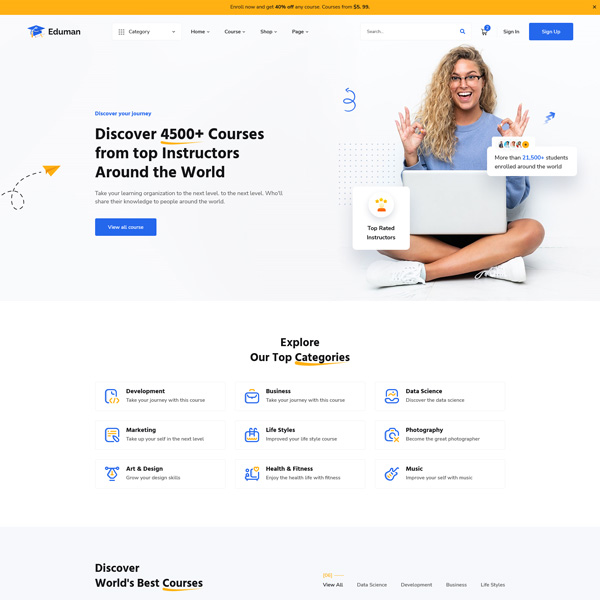 Enroll now and get 40% off any course. Courses from $5. 99.
Eduman
Category
Home
Course
Shop
Page
Search..
2
Sign In
Sign Up
Discover your journey
Discover 4500+ Courses
from top Instructors
Around the World
Take your learning organization to the next level. to the next level. Who'll
share their knowledge to people around the world.
View all course
More than 21,500+ students
enrolled around the world
Top Rated
Instructors
Explore
Our Top Categories
Development
Take your journey with this course
Business
Take your journey with this course
Data Science
Discover the data science
Marketing
Take up your self in the next level.
Life Styles
Improved your life style course
Photography
Become the great photographer
Art & Design
Grow your design skills
Health & Fitness
Enjoy the health life with fitness
Music
Improve your self with music
Discover
World's Best Courses
View All
Data Science
Development
Business
Life Styles